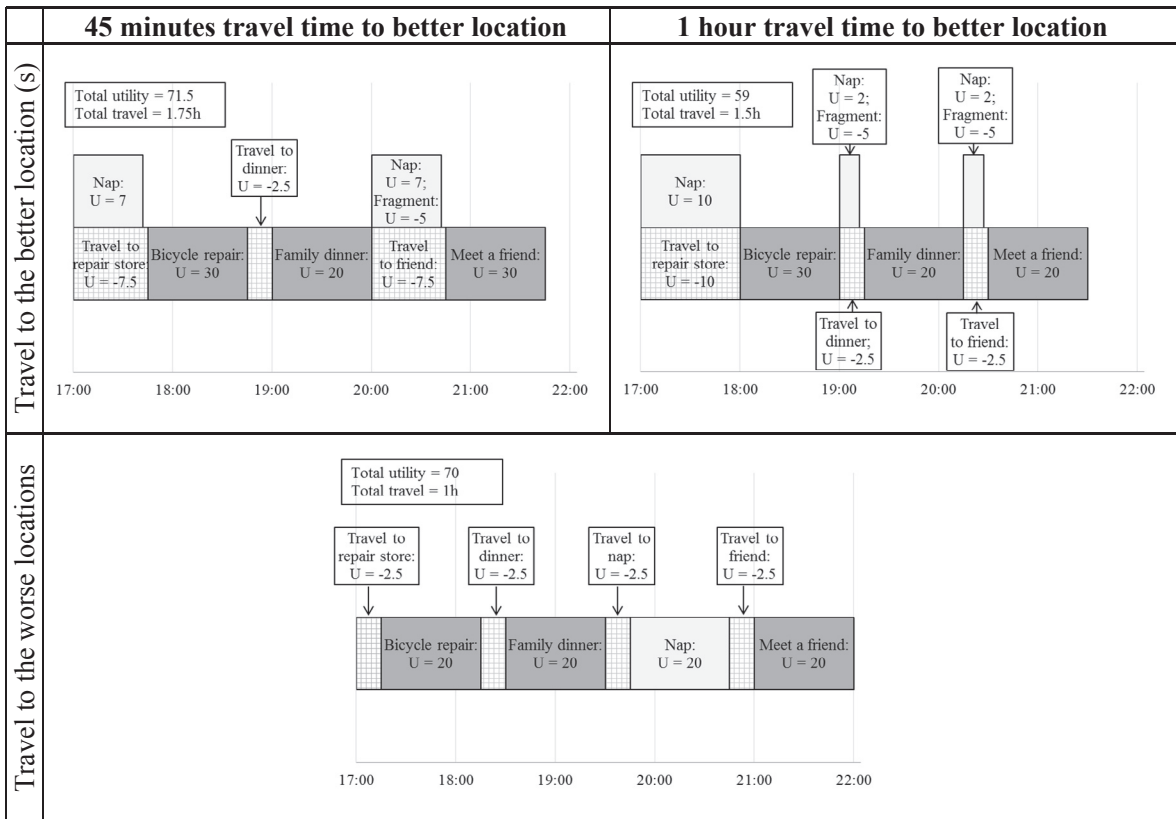 45 minutes travel time to better location
1 hour travel time to better location
Travel to the better location (s)
Total utility = 71.5
Total travel = 1.75h
Nap:
U = 7
Travel to
dinner:
U = -2.5
Nap:
U = 7;
Fragment:
U = -5
Travel to
repair store:
U = -7.5
Bicycle repair:
U = 30
Family dinner:
U = 20
Travel
to friend:
U = -7.5
Meet a friend:
U = 30
17:00
18:00
19:00
20:00
21:00
22:00
Total utility = 59
Total travel = 1.5h
Nap:
U = 2;
Fragment:
U = -5
Nap:
U = 2;
Fragment:
U = -5
Nap:
U = 10
Travel to
repair store:
U = -10
Bicycle repair:
U = 30
Family dinner:
U = 20
Meet a friend:
U = 20
Travel to
dinner;
U = -2.5
Travel
to friend:
U = -2.5
17:00
18:00
19:00
20:00
21:00
22:00
Travel to the worse locations
Total utility = 70
Total travel = 1h
Travel to
repair store:
U = -2.5
Travel to
dinner:
U = -2.5
Travel to
nap:
U = -2.5
Travel to
friend:
U = -2.5
Bicycle repair:
U = 20
Family dinner:
U = 20
Nap:
U = 20
Meet a friend:
U = 20
17:00
18:00
19:00
20:00
21:00
22:00